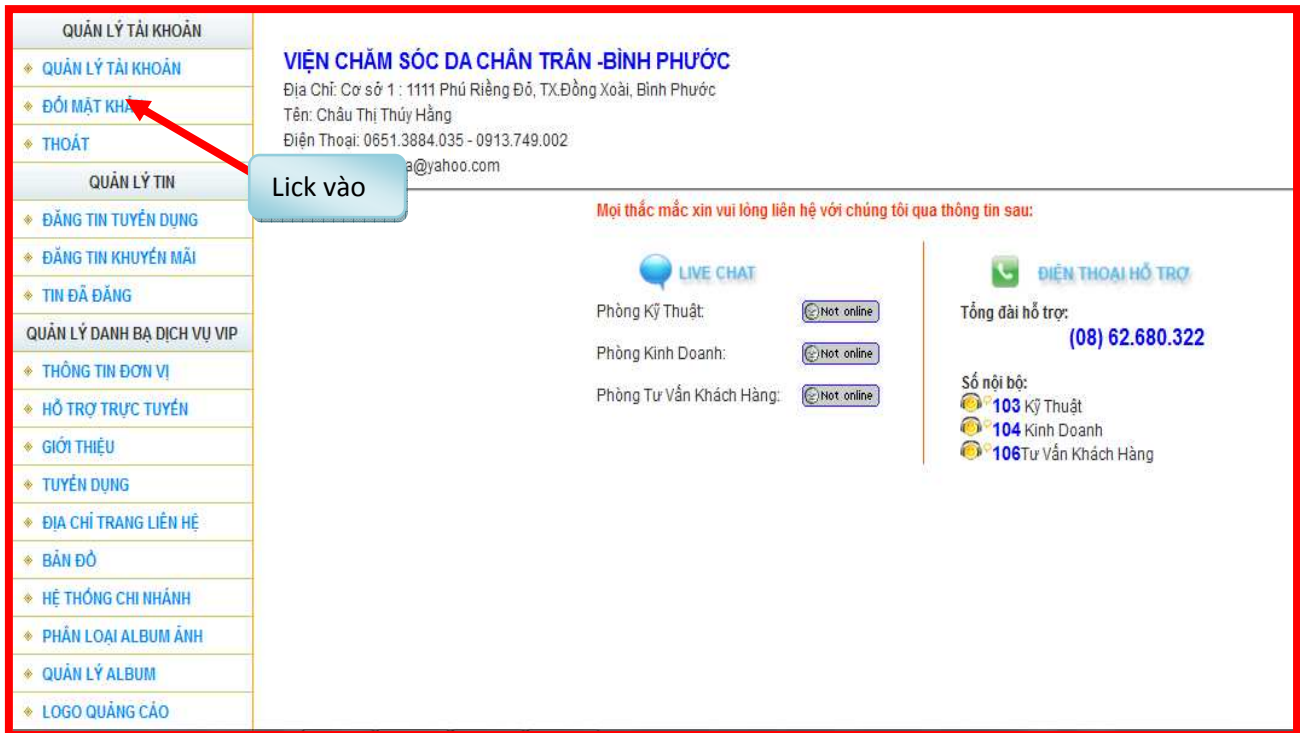 QUẢN LÝ TÀI KHOẢN
QUẢN LÝ TÀI KHOẢN
ĐỔI MẬT
THOÁT
QUẢN LÝ TIN
ĐĂNG TIN TUYỂN DỤNG
ĐĂNG TIN KHUYẾN MÃI
TIN ĐÃ ĐĂNG
QUẢN LÝ DANH BẠ DỊCH VỤ VIP
THÔNG TIN ĐƠN VỊ
HỖ TRỢ TRỰC TUYẾN
GIỚI THIỆU
TUYỂN DỤNG
ĐỊA CHỈ TRANG LIÊN HỆ
BẢN ĐỒ
HỆ THỐNG CHI NHÁNH
PHÂN LOẠI ALBUM ẢNH
QUẢN LÝ ALBUM
LOGO QUẢNG CÁO
VIỆN CHĂM SÓC DA CHÂN TRÂN -BÌNH PHƯỚC
Địa Chỉ: Cơ sở 1 : 1111 Phú Riềng Đỏ, TX.Đồng Xoài, Bình Phước
Tên: Châu Thị Thúy Hằng
Điện Thoại: 0651.3884.035 - 0913.749.002
a@yahoo.com
Lick vào
Mọi thắc mắc xin vui lòng liên hệ với chúng tôi qua thông tin sau:
LIVE CHAT
Phòng Kỹ Thuật: Not online
Phòng Kinh Doanh: Not online
Phòng Tư Vấn Khách Hàng: Not online
ĐIỆN THOẠI HỖ TRỢ
Tổng đài hỗ trợ:
(08) 62.680.322
Số nội bộ:
103 Kỹ Thuật
104 Kinh Doanh
106Tư Vấn Khách Hàng